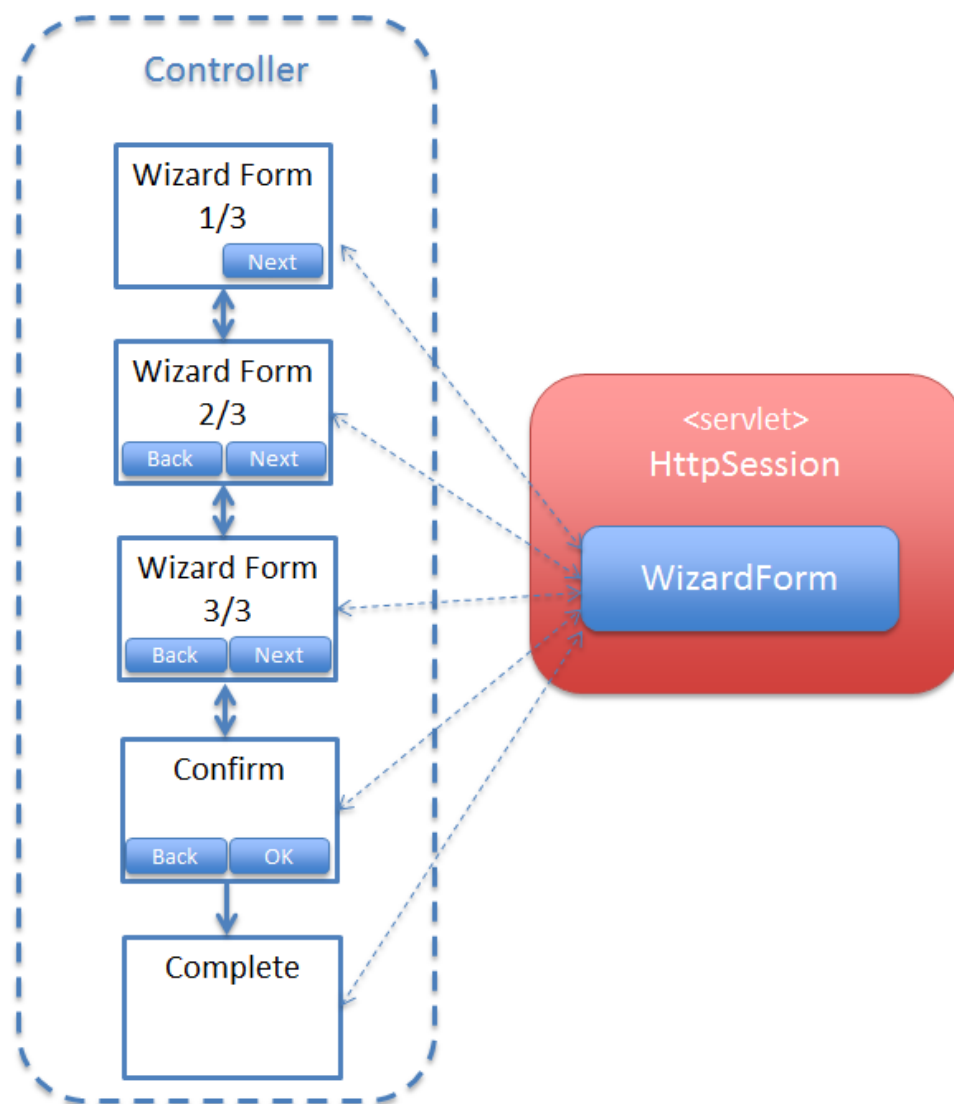 Controller
Wizard Form
1/3
Next
Wizard Form
2/3
Back Next
Wizard Form
3/3
Back Next
Confirm
Back OK
Complete
<servlet>
HttpSession
WizardForm